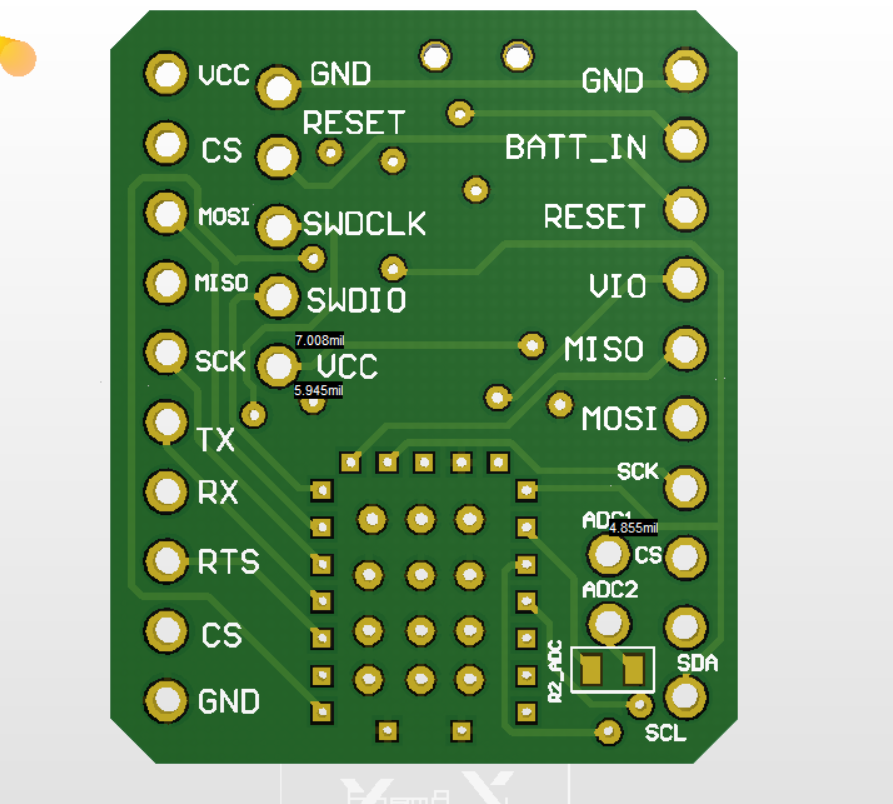 VCC
GND
GND
RESET
CS
BATT_IN
MOSI
SWDCLK
RESET
MISO
SWDIO
VIO
7.008mil
SCK
VCC
MISO
5.945mil
TX
MOSI
RX
SCK
ADC1
4.855mil
RTS
CS
ADC2
CS
R2_ADC
SDA
GND
SCL